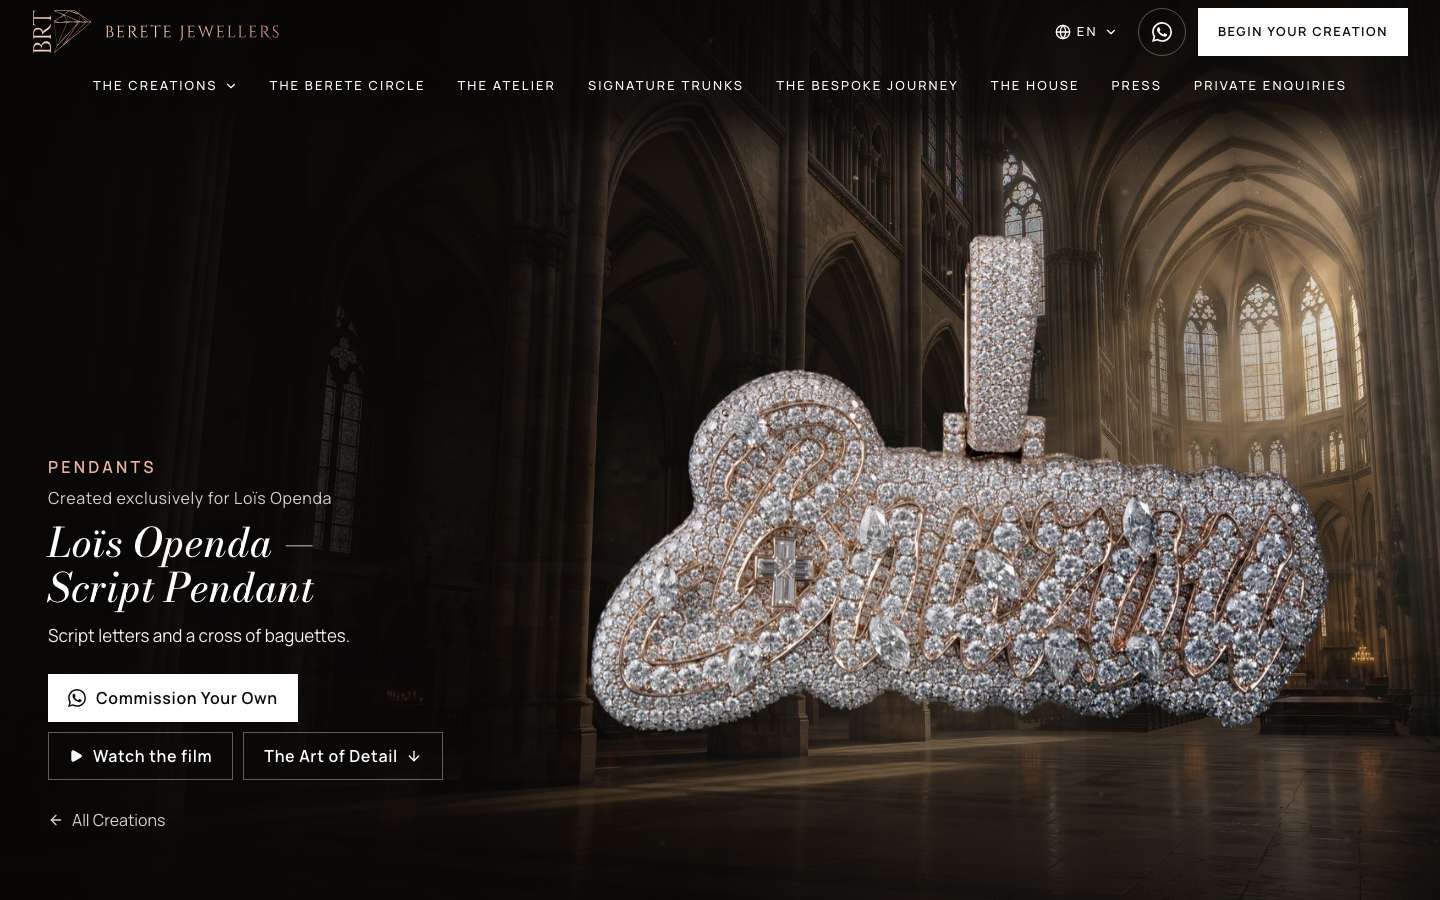 BRT
BERETE JEWELLERS
EN
BEGIN YOUR CREATION
THE CREATIONS
THE BERETE CIRCLE
THE ATELIER
SIGNATURE TRUNKS
THE BESPOKE JOURNEY
THE HOUSE
PRESS
PRIVATE ENQUIRIES
PENDANTS
Created exclusively for Loïs Openda
Loïs Openda —
Script Pendant
Script letters and a cross of baguettes.
Commission Your Own
Watch the film
The Art of Detail
All Creations